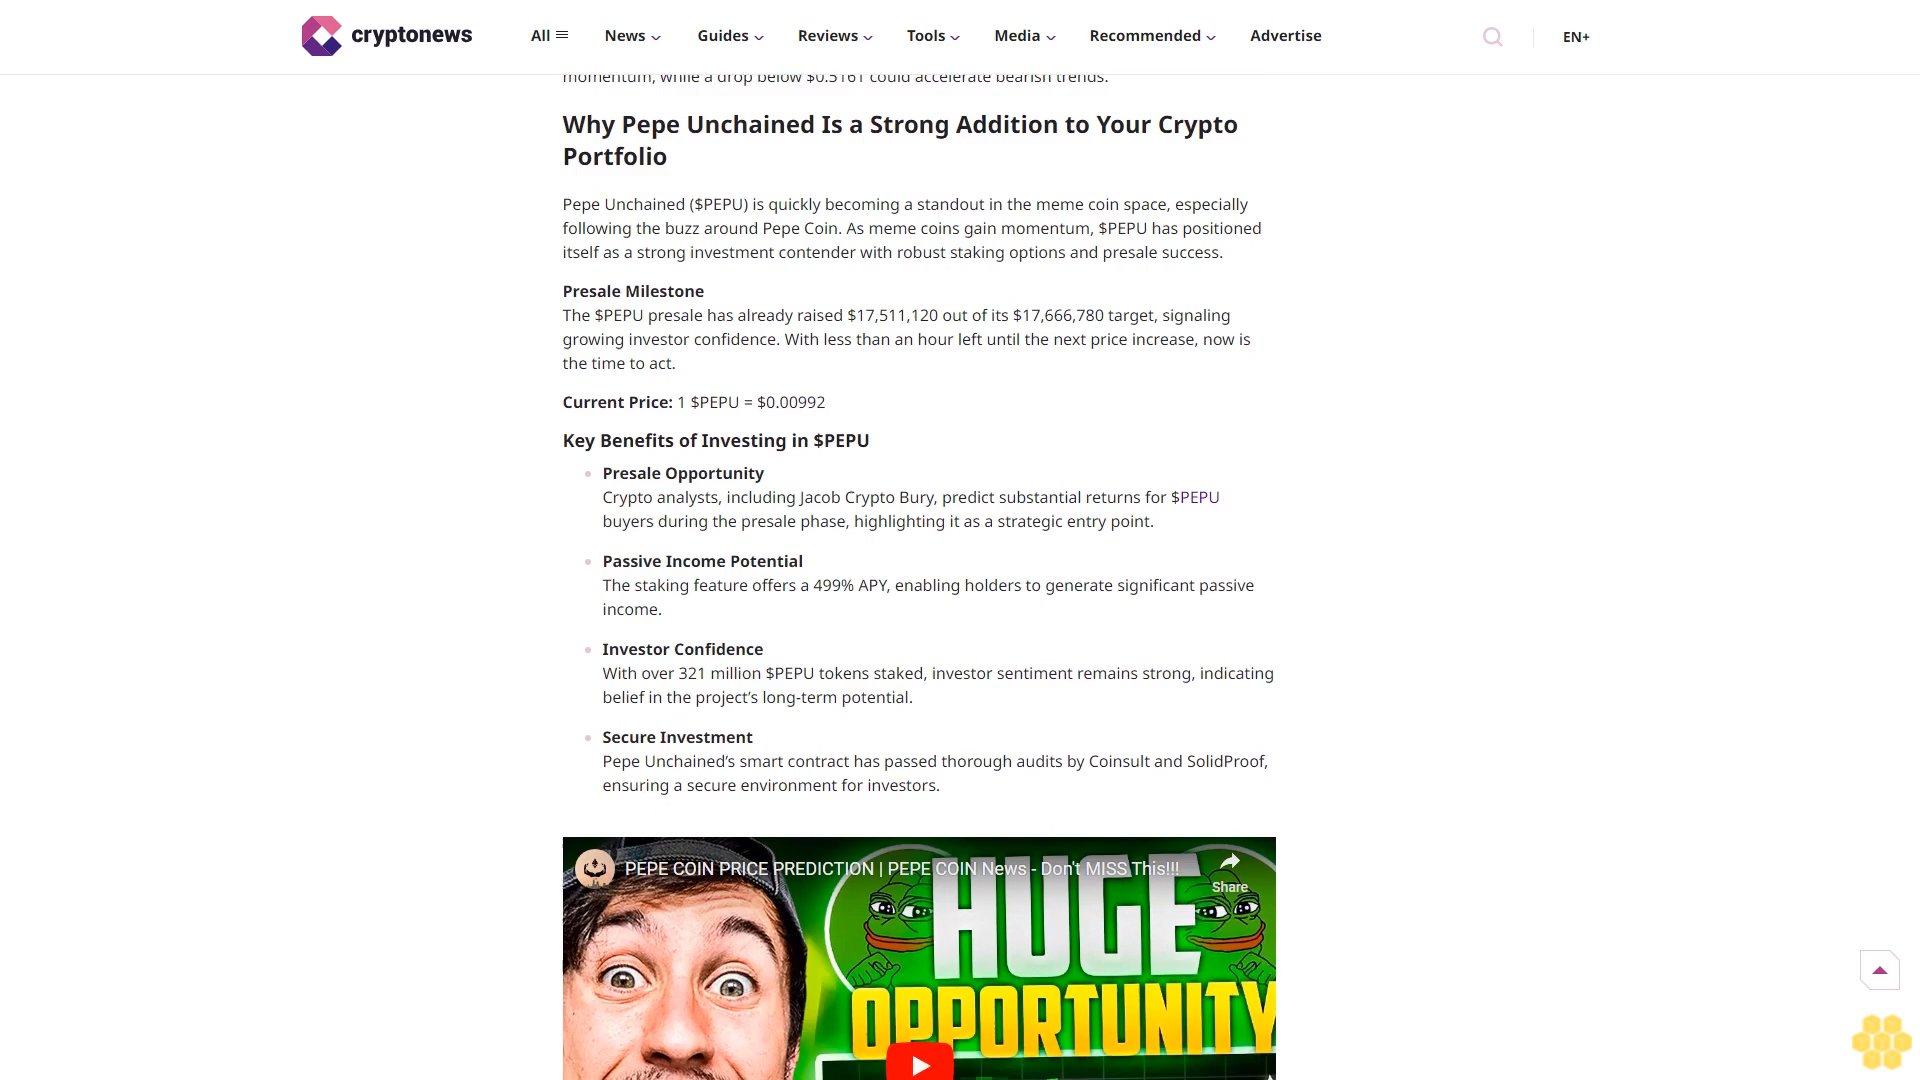 cryptonews
All
News
Guides
Reviews
Tools
Media
Recommended
Advertise
EN+
momentum, while a drop below $0.5161 could accelerate bearish trends.
Why Pepe Unchained Is a Strong Addition to Your Crypto
Portfolio
Pepe Unchained ($PEPU) is quickly becoming a standout in the meme coin space, especially
following the buzz around Pepe Coin. As meme coins gain momentum, $PEPU has positioned
itself as a strong investment contender with robust staking options and presale success.
Presale Milestone
The $PEPU presale has already raised $17,511,120 out of its $17,666,780 target, signaling
growing investor confidence. With less than an hour left until the next price increase, now is
the time to act.
Current Price: 1 $PEPU = $0.00992
Key Benefits of Investing in $PEPU
Presale Opportunity
Crypto analysts, including Jacob Crypto Bury, predict substantial returns for $PEPU
buyers during the presale phase, highlighting it as a strategic entry point.
Passive Income Potential
The staking feature offers a 499% APY, enabling holders to generate significant passive
income.
Investor Confidence
With over 321 million $PEPU tokens staked, investor sentiment remains strong, indicating
belief in the project’s long-term potential.
Secure Investment
Pepe Unchained’s smart contract has passed thorough audits by Coinsult and SolidProof,
ensuring a secure environment for investors.
PEPE COIN PRICE PREDICTION | PEPE COIN News - Don't MISS This!!!
Share
HUGE
OPPORTUNITY